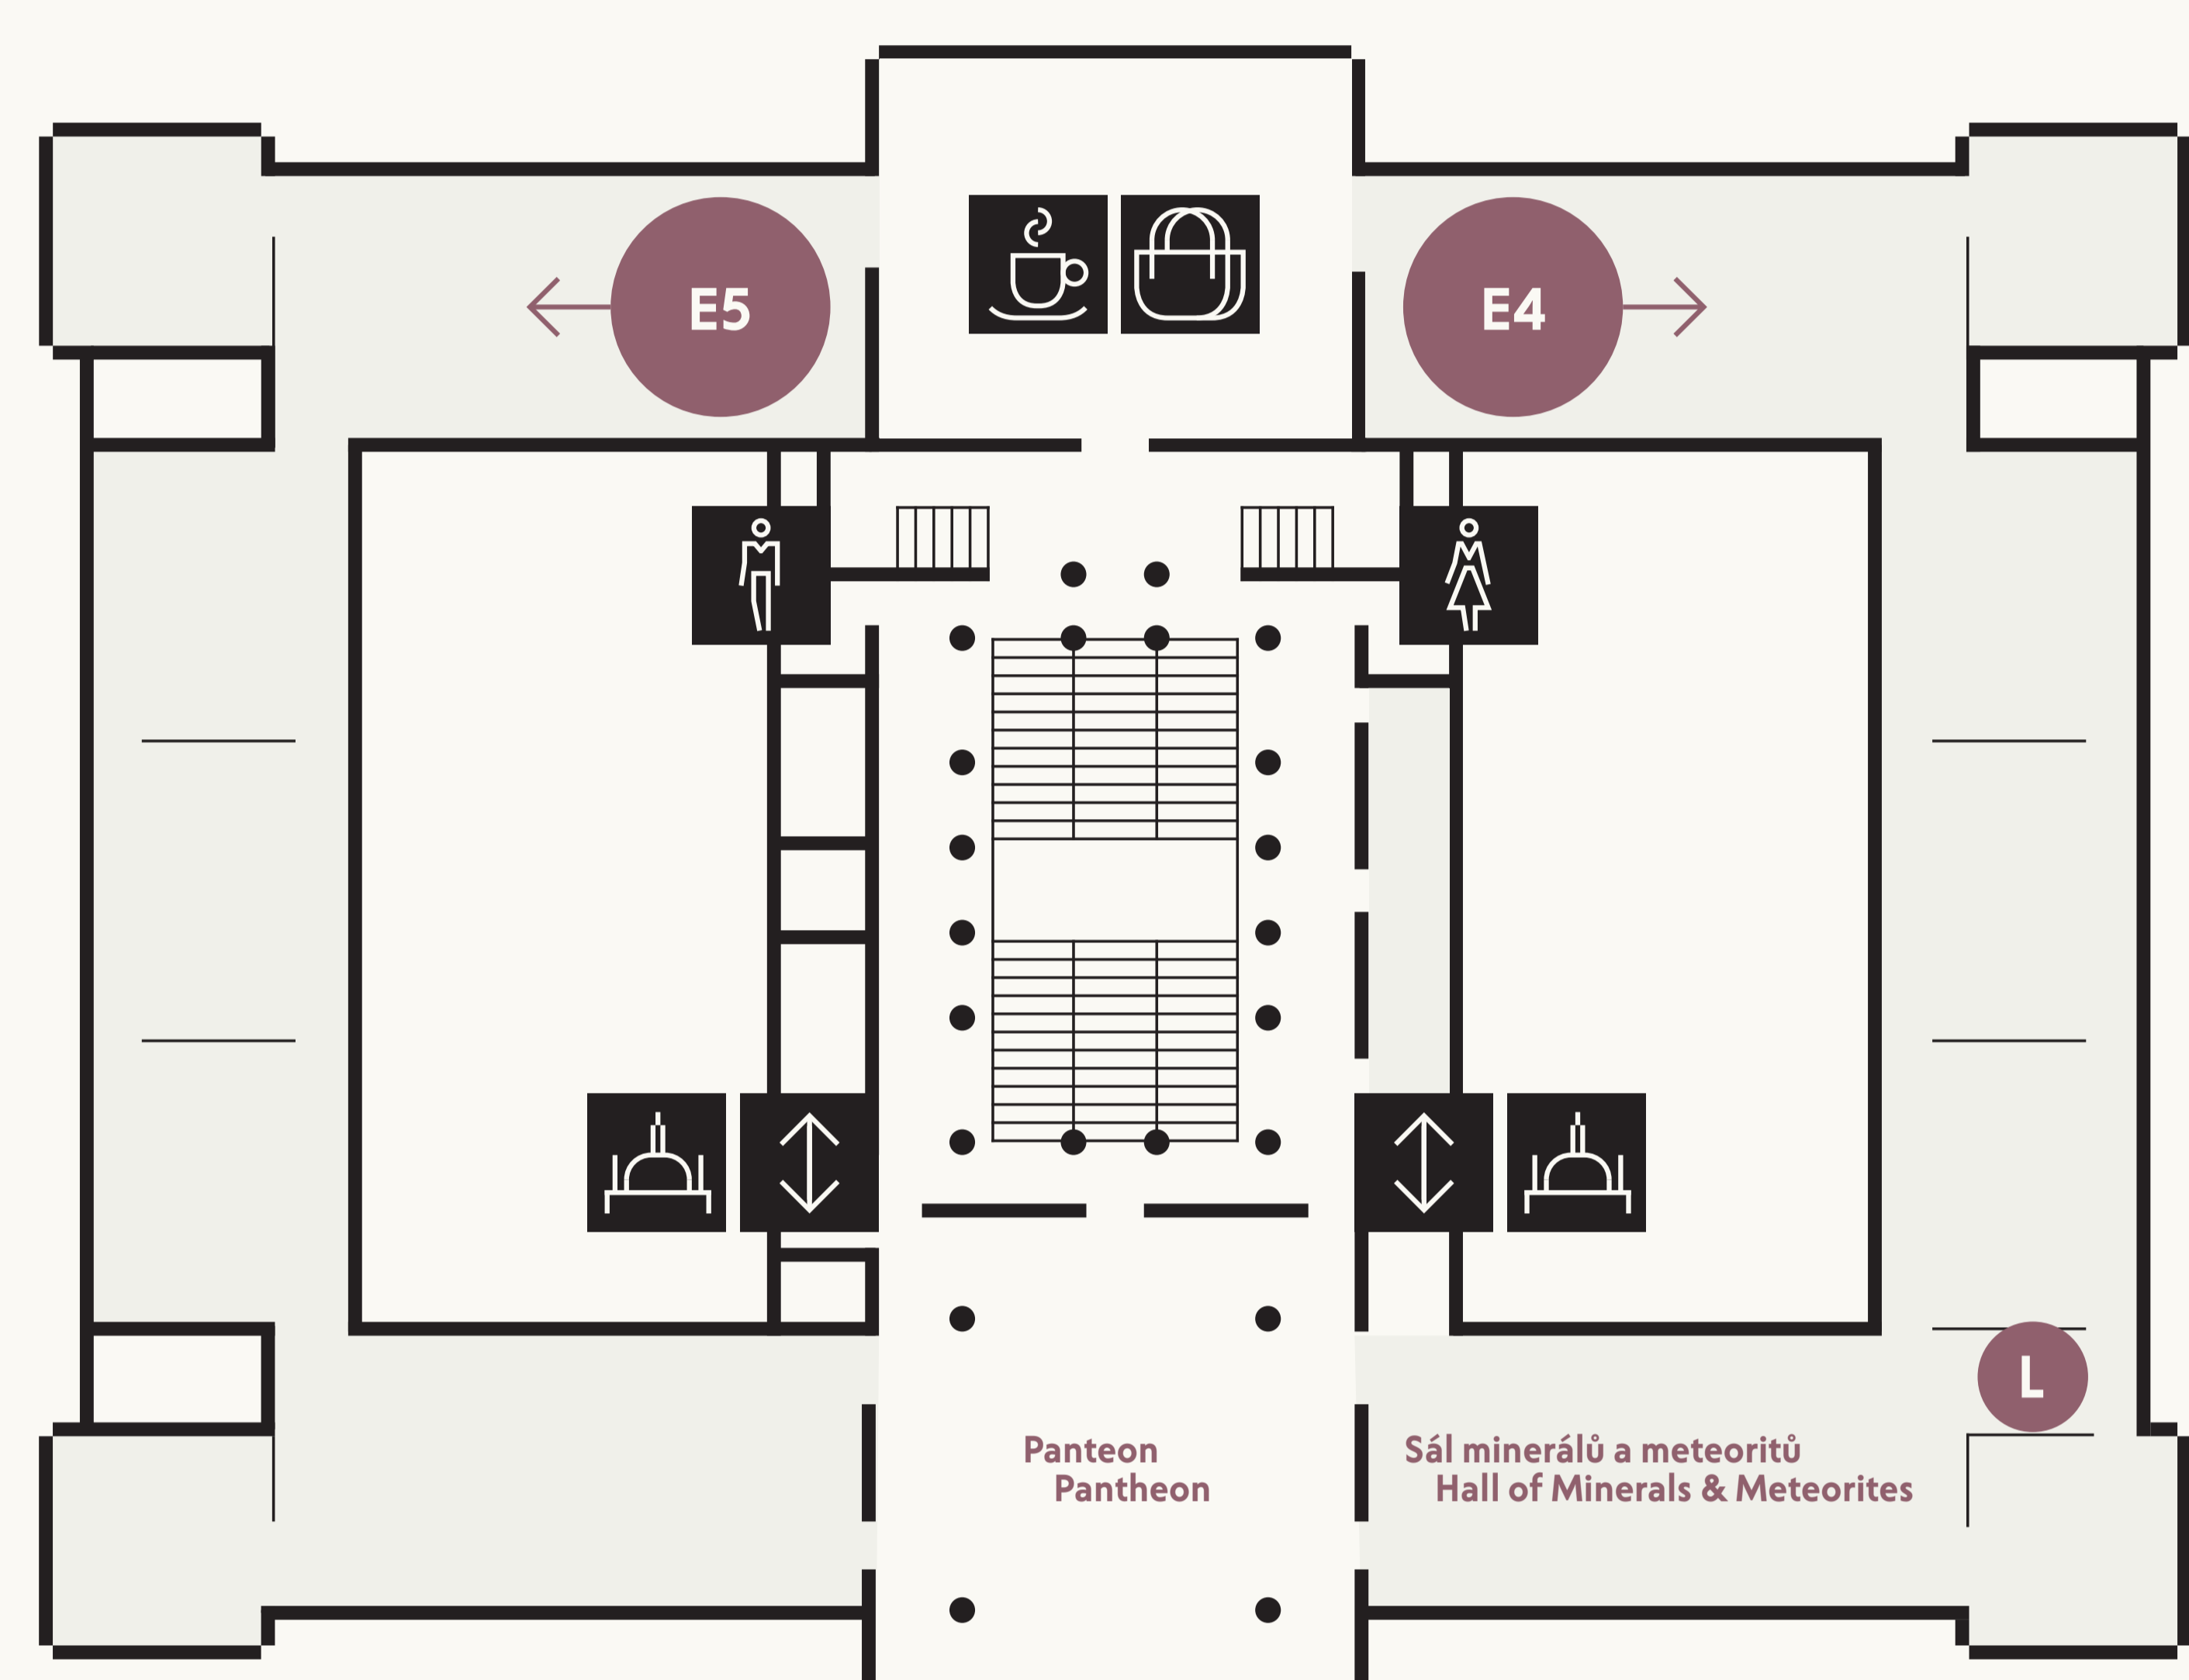 E5
E4
L
Panteon
Pantheon
Sál minerálů a meteoritů
Hall of Minerals & Meteorites